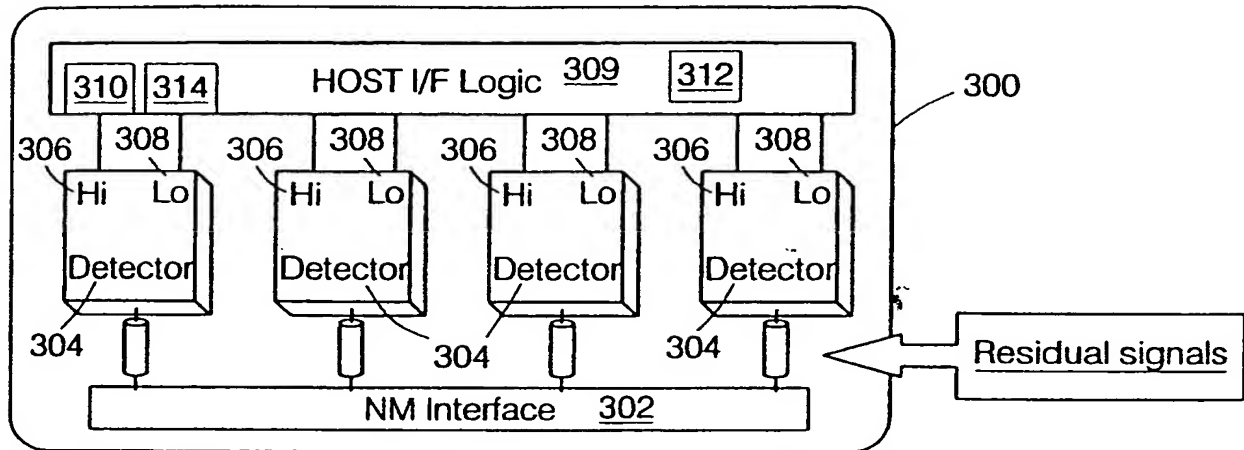 310 314 HOST I/F Logic 309 312
300
306 308 306 308 306 308 306 308
Hi Lo Hi Lo Hi Lo Hi Lo
Detector Detector Detector Detector
304 304 304
Residual signals
NM Interface 302